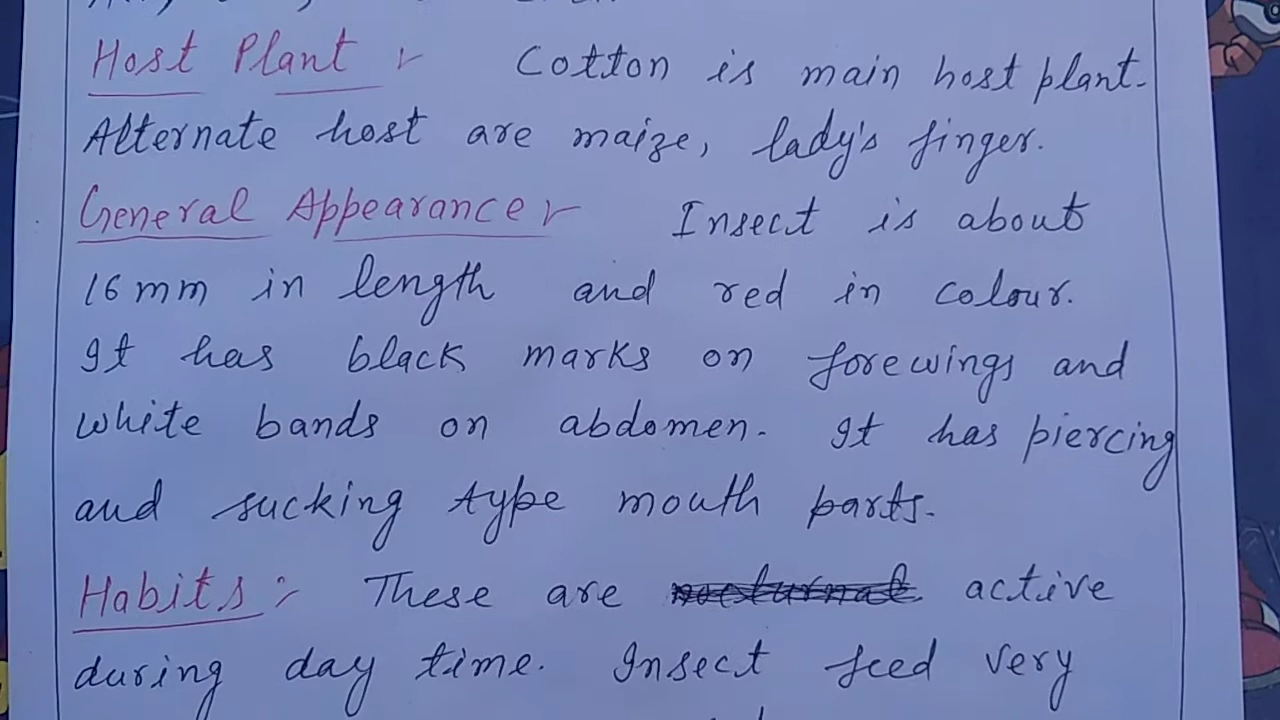 Host Plant :- Cotton is main host plant.
Alternate host are maize, lady's finger.
General Appearance :- Insect is about
16 mm in length and red in colour.
It has black marks on forewings and
white bands on abdomen. It has piercing
and sucking type mouth parts.
Habits :- These are active
during day time. Insect feed very